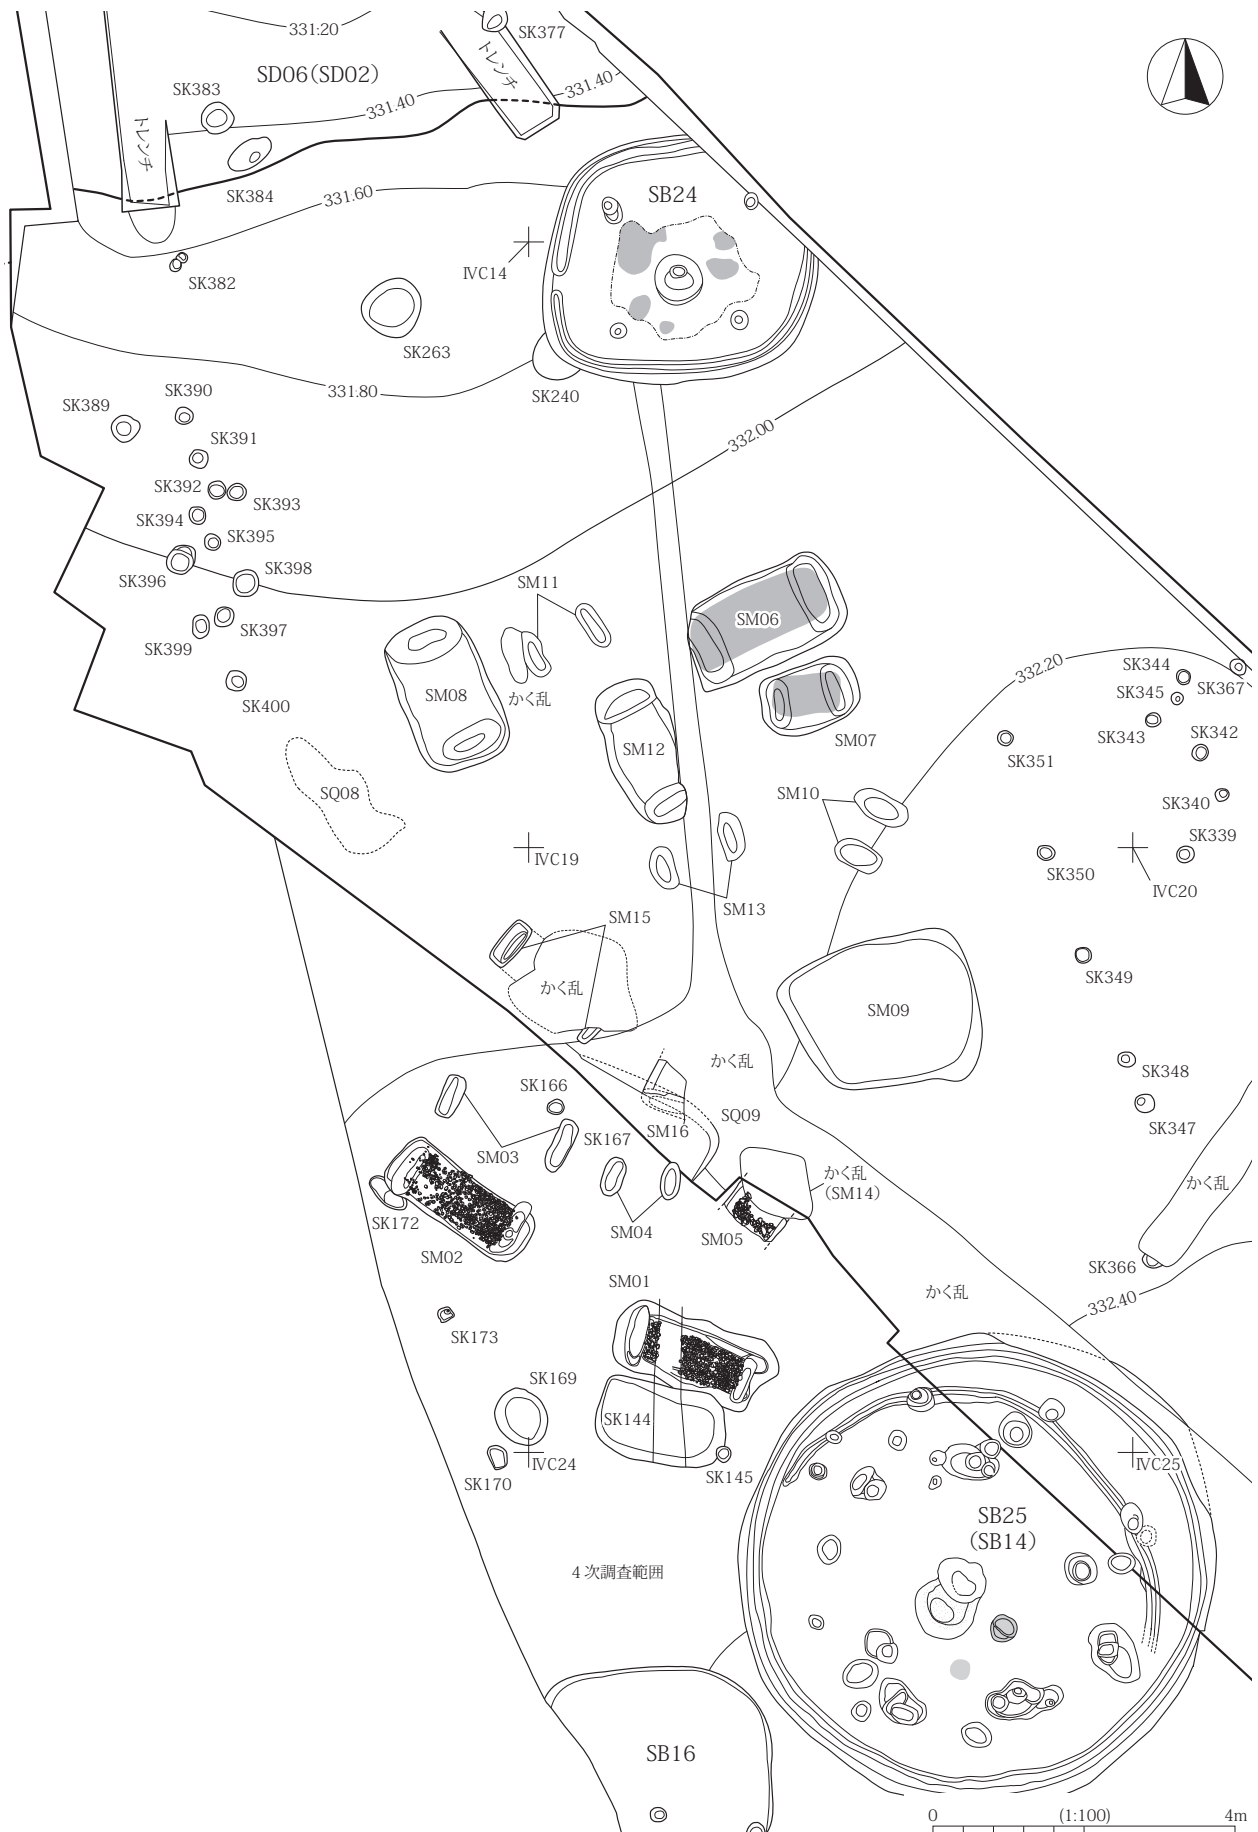 331.20
SK377
トレンチ
SD06(SD02)
SK383
331.40
331.40
トレンチ
SK384
331.60
SB24
IVC14
SK382
SK263
331.80
SK240
SK389
SK390
SK391
332.00
SK392
SK393
SK394
SK395
SK396
SK398
SM11
SK397
SK399
SM06
かく乱
SM08
SK400
SM12
SM07
332.20
SK344
SK367
SK345
SK343
SK342
SK351
SQ08
SM10
SK340
SK339
IVC19
SK350
IVC20
SM13
SM15
SK349
かく乱
SM09
かく乱
SK348
SK166
SQ09
SK347
SM16
SK167
SM03
かく乱
(SM14)
かく乱
SK172
SM04
SM05
SM02
SK366
SM01
かく乱
332.40
SK173
SK169
SK144
IVC24
SK170
SK145
IVC25
SB25
(SB14)
4次調査範囲
SB16
0 (1:100) 4m